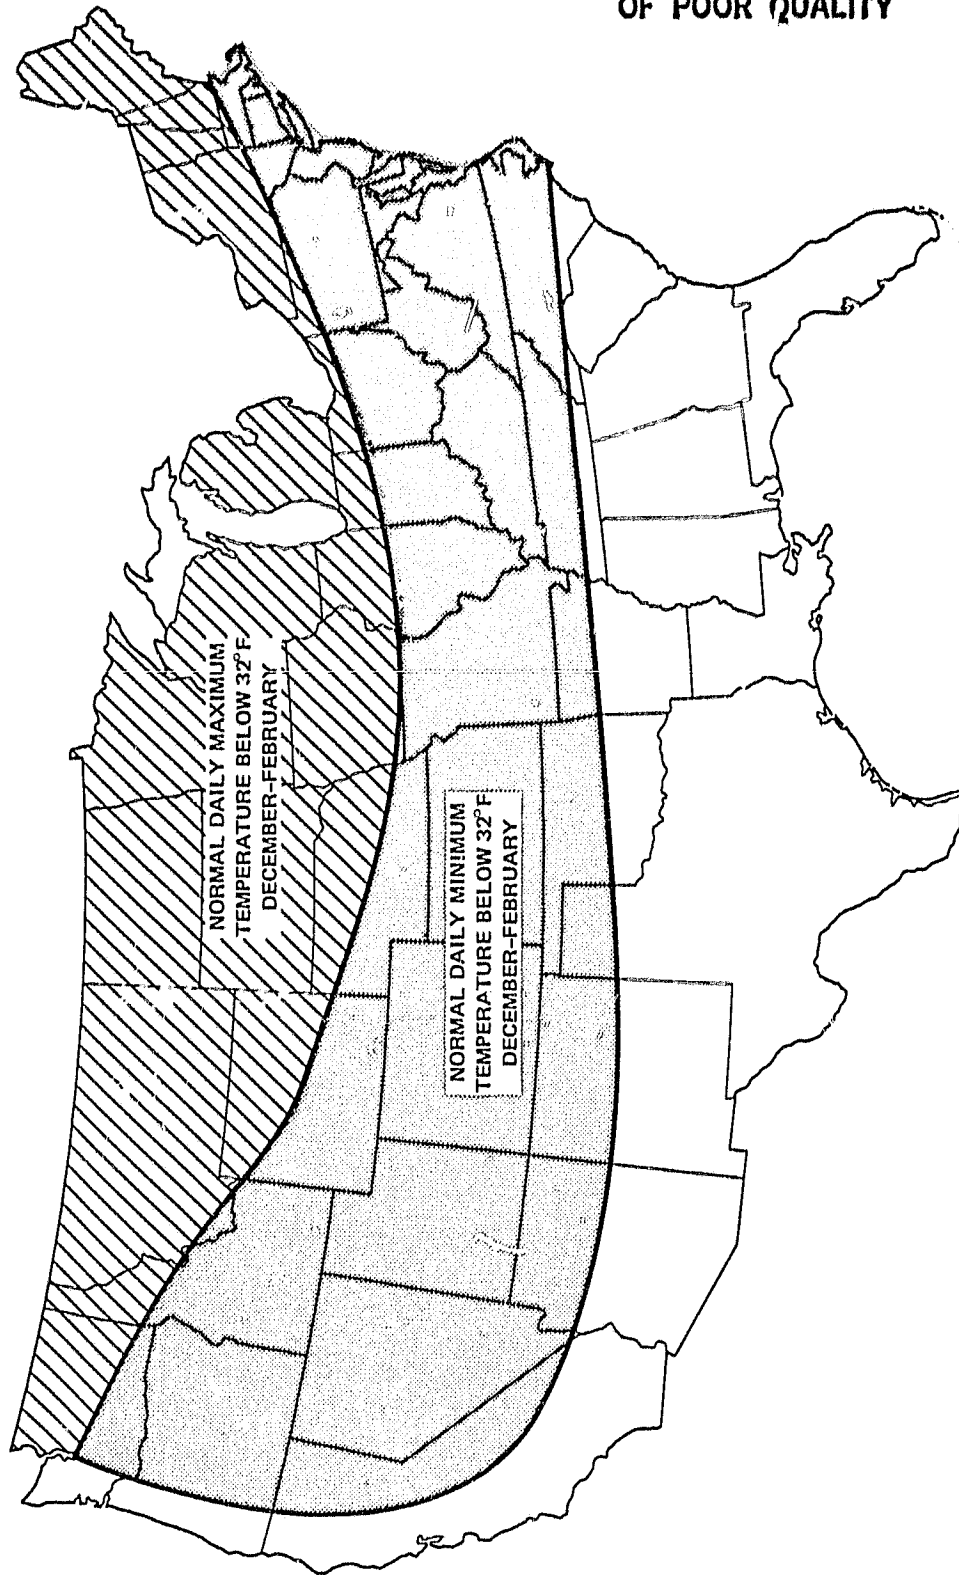 OF POOR QUALITY
NORMAL DAILY MAXIMUM
TEMPERATURE BELOW 32°F
DECEMBER-FEBRUARY
NORMAL DAILY MINIMUM
TEMPERATURE BELOW 32°F
DECEMBER-FEBRUARY